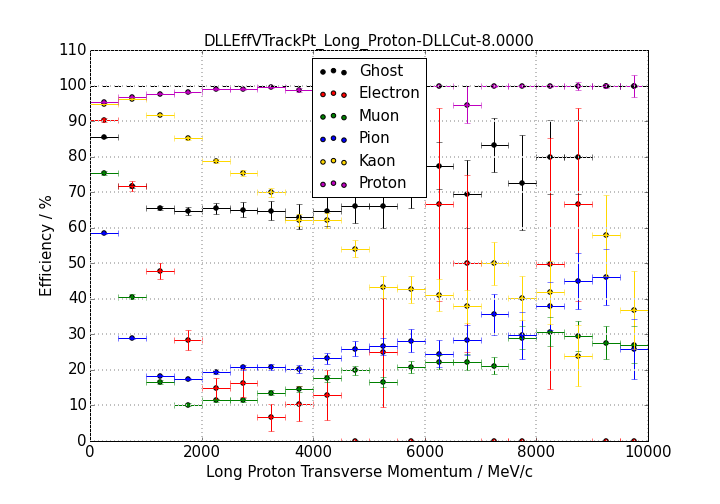 DLLEffVTrackPt_Long_Proton-DLLCut-8.0000
110
100
90
80
70
60
50
40
30
20
10
0
Efficiency / %
Ghost
Electron
Muon
Pion
Kaon
Proton
0 2000 4000 6000 8000 10000
Long Proton Transverse Momentum / MeV/c